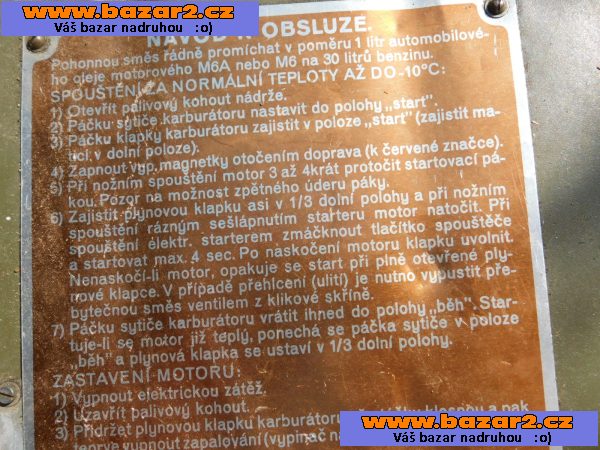 www.bazar2.cz
Váš bazar nadruhou :o)
NÁVOD K OBSLUZE.
Pohonnou směs řádně promíchat v poměru 1 litr automobilové-
ho oleje motorového M6A nebo M6 na 30 litrů benzinu.
SPOUŠTĚNÍ ZA NORMÁLNÍ TEPLOTY AŽ DO -10°C:
1) Otevřít palivový kohout nádrže.
2) Páčku sytiče karburátoru nastavit do polohy „start".
3) Páčku klapky karburátoru zajistit v poloze „start" (zajistit ma-
ticí v dolní poloze).
4) Zapnout vyp. magnetky otočením doprava (k červené značce).
5) Při nožním spouštění motor 3 až 4krát protočit startovací pá-
kou. Pozor na možnost zpětného úderu páky.
6) Zajistit plynovou klapku asi v 1/3 dolní polohy a při nožním
spouštění rázným sešlápnutím starteru motor natočit. Při
spouštění elektr. starterem zmáčknout tlačítko spouštěče
a startovat max. 4 sec. Po naskočení motoru klapku uvolnit.
Nenaskočí-li motor, opakuje se start při plně otevřené ply-
nové klapce. V případě přehlcení (ulití) je nutno vypustit pře-
bytečnou směs ventilem z klikové skříně.
7) Páčku sytiče karburátoru vrátit ihned do polohy „běh". Star-
tuje-li se motor již teplý, ponechá se páčka sytiče v poloze
„běh" a plynová klapka se ustaví v 1/3 dolní polohy.
ZASTAVENÍ MOTORU:
1) Vypnout elektrickou zátěž.
2) Uzavřít palivový kohout.
3) Přidržet plynovou klapku karburátoru a pak
teprve vypnout zapalování (vypínač
www.bazar2.cz
Váš bazar nadruhou :o)